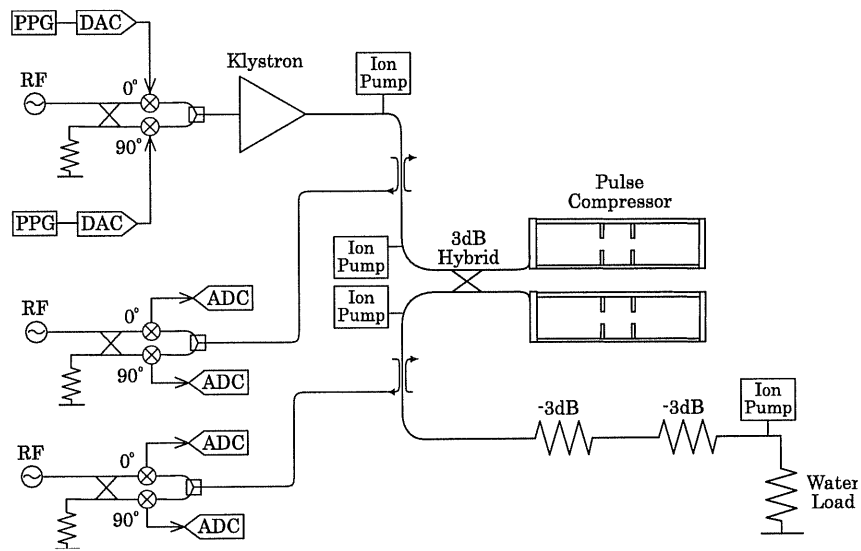 PPG
DAC
Klystron
Ion
Pump
RF
0°
90°
PPG
DAC
Pulse
Compressor
3dB
Hybrid
Ion
Pump
Ion
Pump
ADC
RF
0°
90°
ADC
-3dB
-3dB
Ion
Pump
ADC
RF
0°
90°
ADC
Water
Load